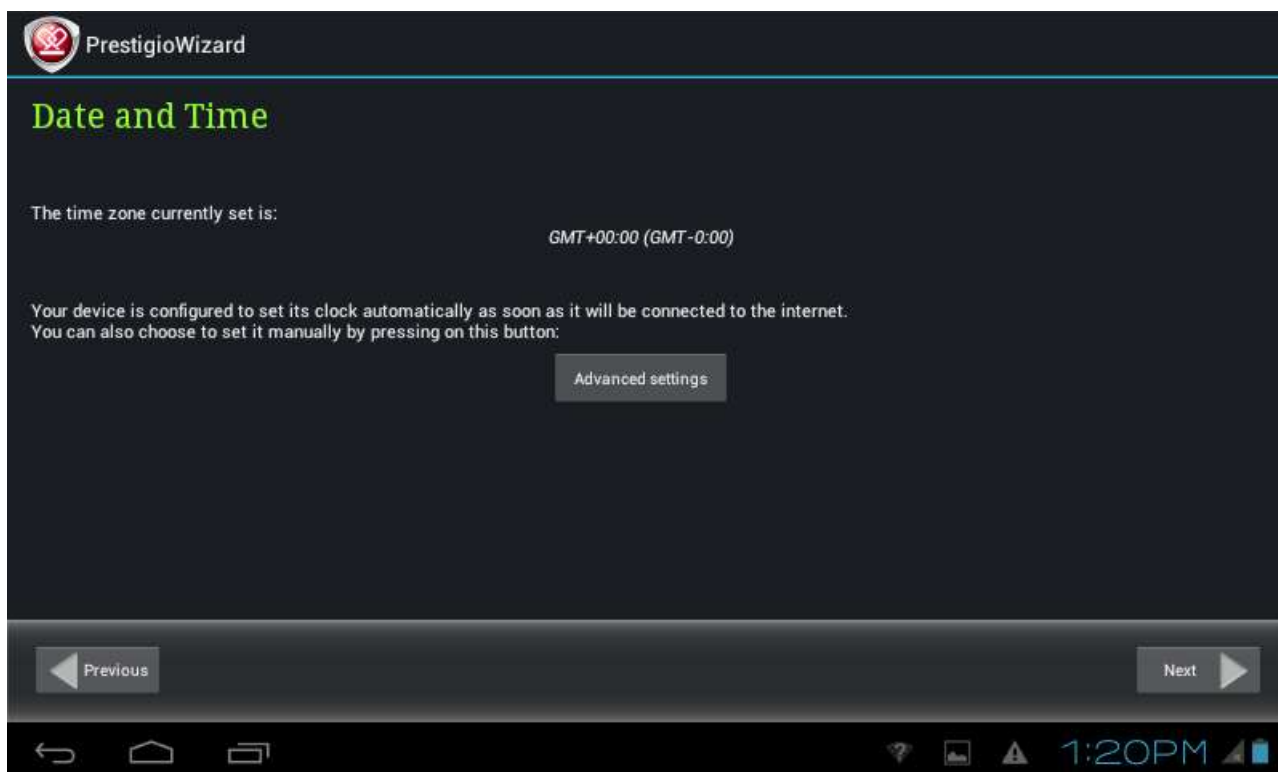 PrestigioWizard
Date and Time
The time zone currently set is:
GMT+00:00 (GMT-0:00)
Your device is configured to set its clock automatically as soon as it will be connected to the internet.
You can also choose to set it manually by pressing on this button:
Advanced settings
Previous
Next
1:20PM